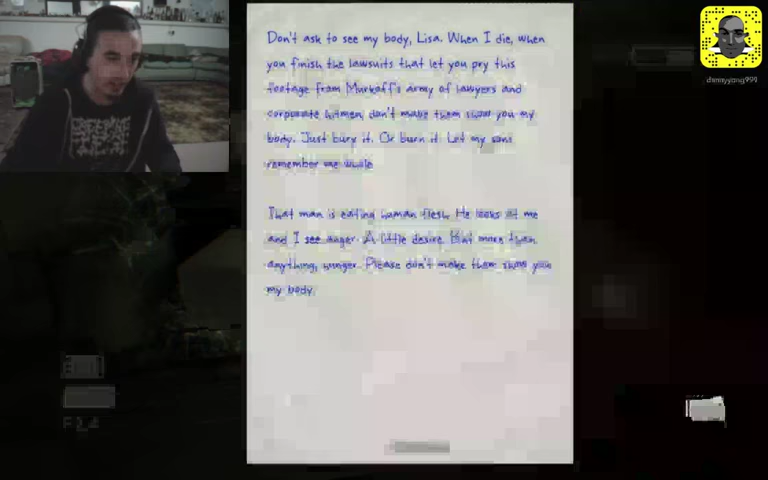 Don't ask to see my body, Lisa. When I die, when
you finish the lawsuits that let you pry this
footage from Murkoff's army of lawyers and
corporate hitmen, don't make them show you my
body. Just bury it. Or burn it. Let my sons
remember me whole.
That man is eating human flesh. He looks at me
and I see anger. A little desire. But more than
anything, hunger. Please don't make them show you
my body.